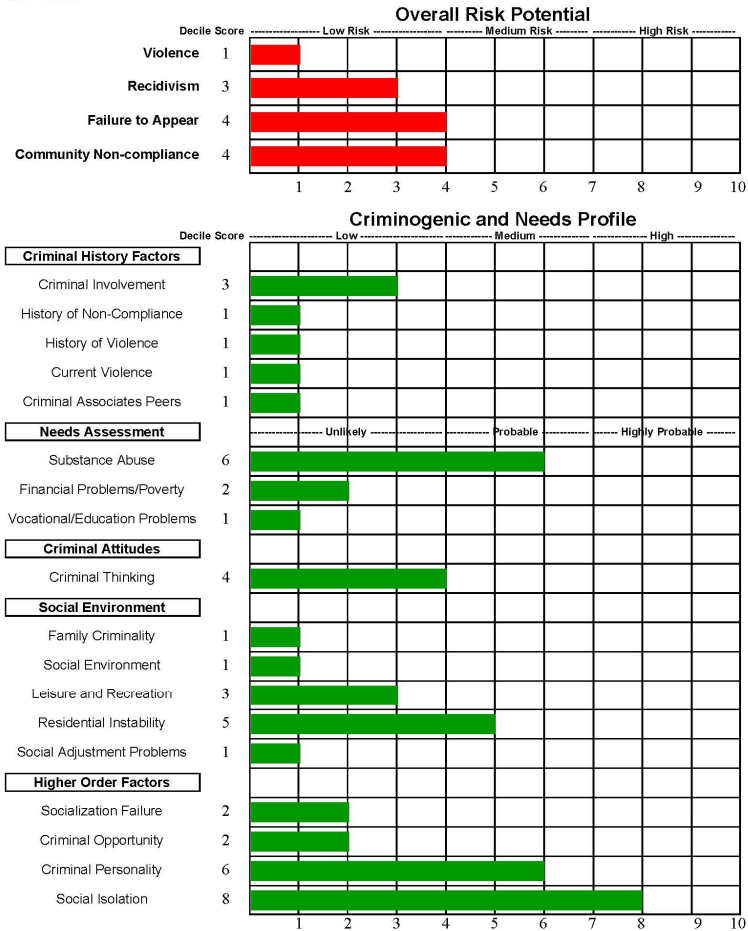 Overall Risk Potential
Decile Score -------------------- Low Risk -------------------- ----------- Medium Risk ----------- ------------- High Risk -------------
Violence 1
Recidivism 3
Failure to Appear 4
Community Non-compliance 4
1 2 3 4 5 6 7 8 9 10
Criminogenic and Needs Profile
Decile Score ------------------------ Low ------------------------ -------------- Medium -------------- ---------------- High ----------------
Criminal History Factors
Criminal Involvement 3
History of Non-Compliance 1
History of Violence 1
Current Violence 1
Criminal Associates Peers 1
Needs Assessment -------------------- Unlikely -------------------- ------------- Probable ------------- -------- Highly Probable --------
Substance Abuse 6
Financial Problems/Poverty 2
Vocational/Education Problems 1
Criminal Attitudes
Criminal Thinking 4
Social Environment
Family Criminality 1
Social Environment 1
Leisure and Recreation 3
Residential Instability 5
Social Adjustment Problems 1
Higher Order Factors
Socialization Failure 2
Criminal Opportunity 2
Criminal Personality 6
Social Isolation 8
1 2 3 4 5 6 7 8 9 10